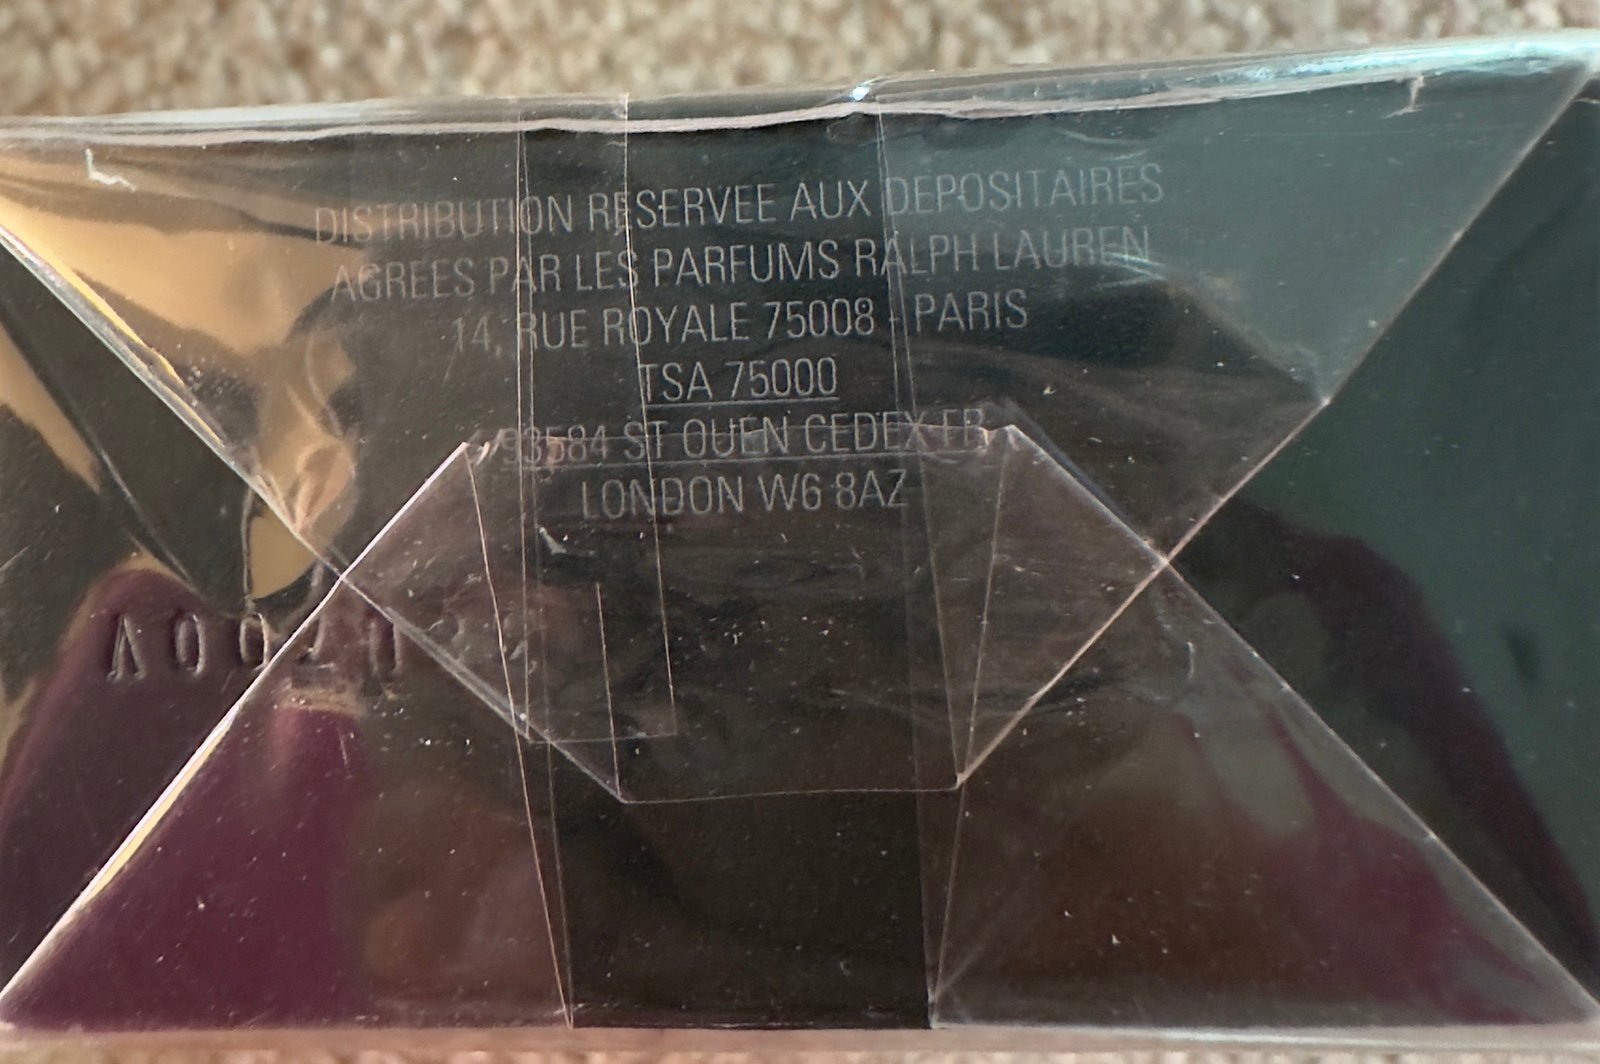 DISTRIBUTION RESERVEE AUX DEPOSITAIRES
AGREES PAR LES PARFUMS RALPH LAUREN
14, RUE ROYALE 75008 - PARIS
TSA 75000
93584 ST OUEN CEDEX FR
LONDON W6 8AZ